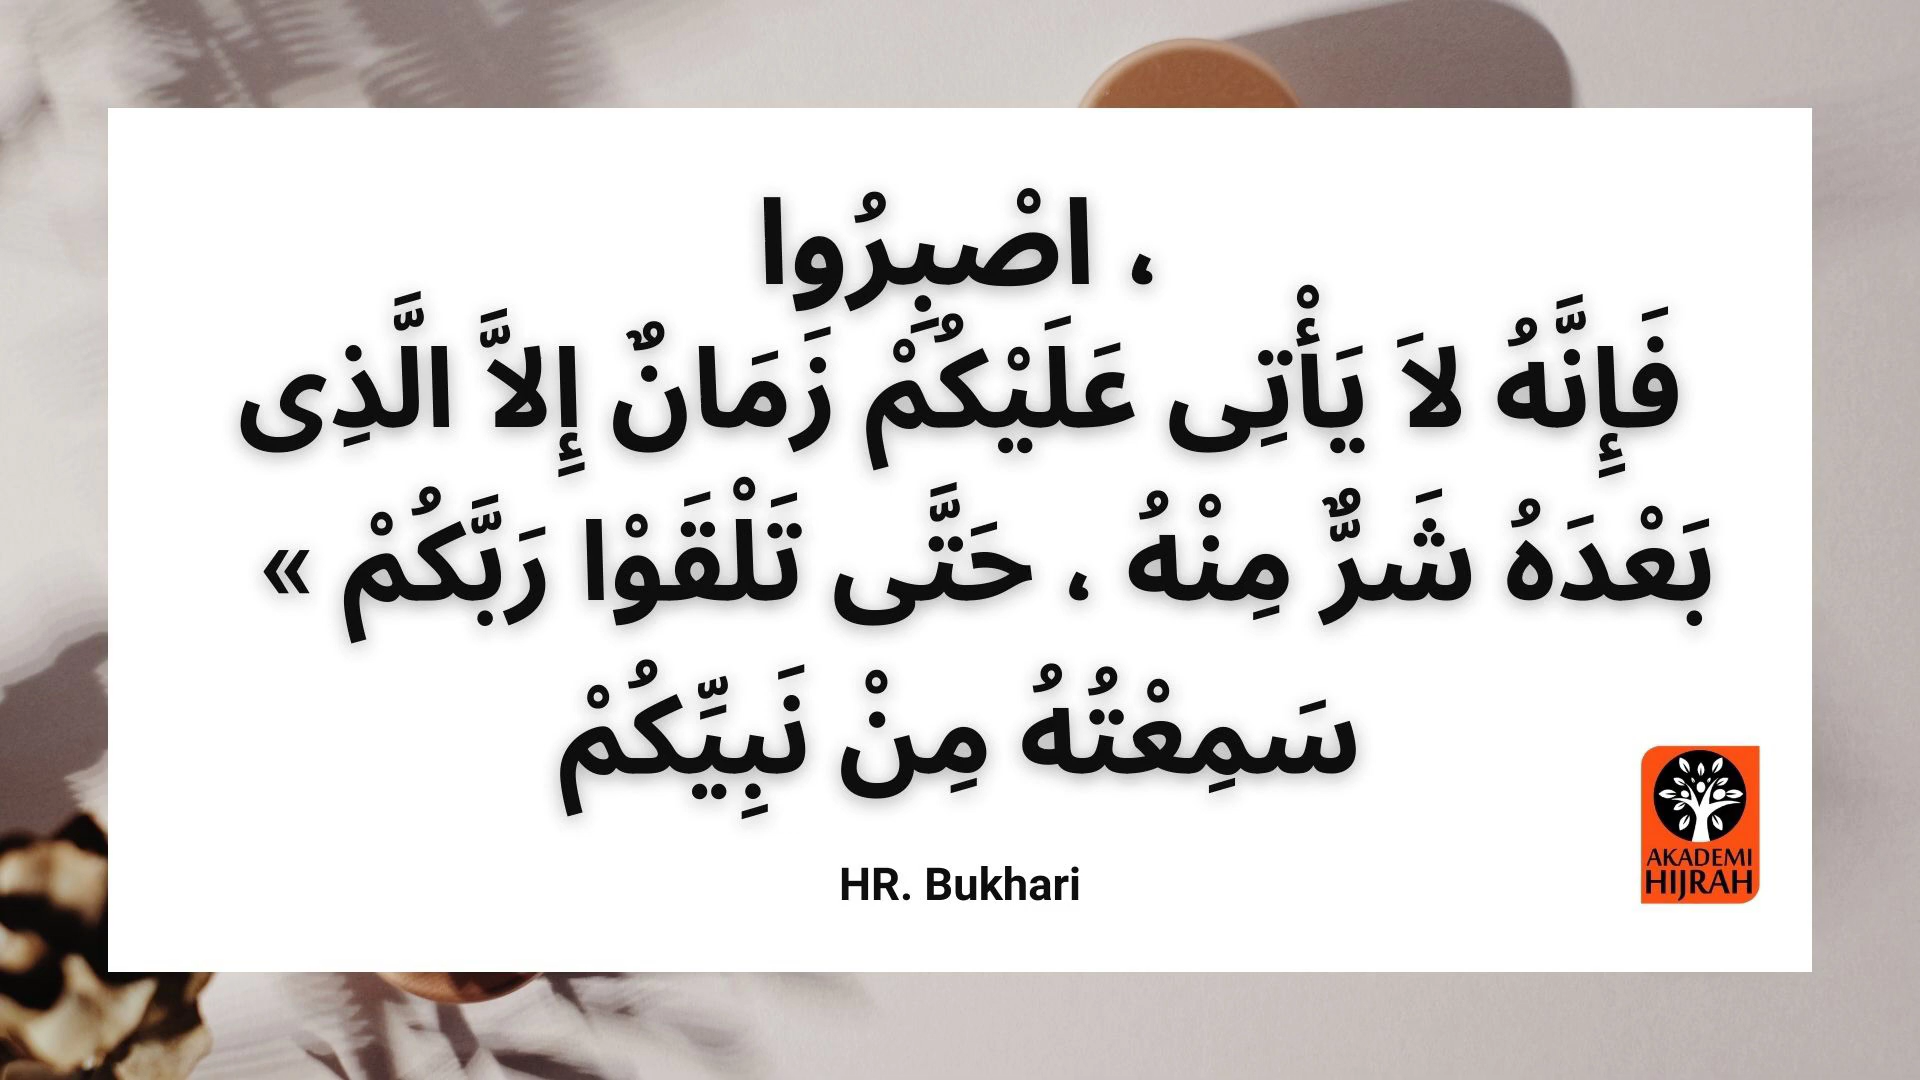 ، اصْبِرُوا
فَإِنَّهُ لاَ يَأْتِى عَلَيْكُمْ زَمَانٌ إِلاَّ الَّذِى
بَعْدَهُ شَرٌّ مِنْهُ ، حَتَّى تَلْقَوْا رَبَّكُمْ »
سَمِعْتُهُ مِنْ نَبِيِّكُمْ
HR. Bukhari
AKADEMI
HIJRAH